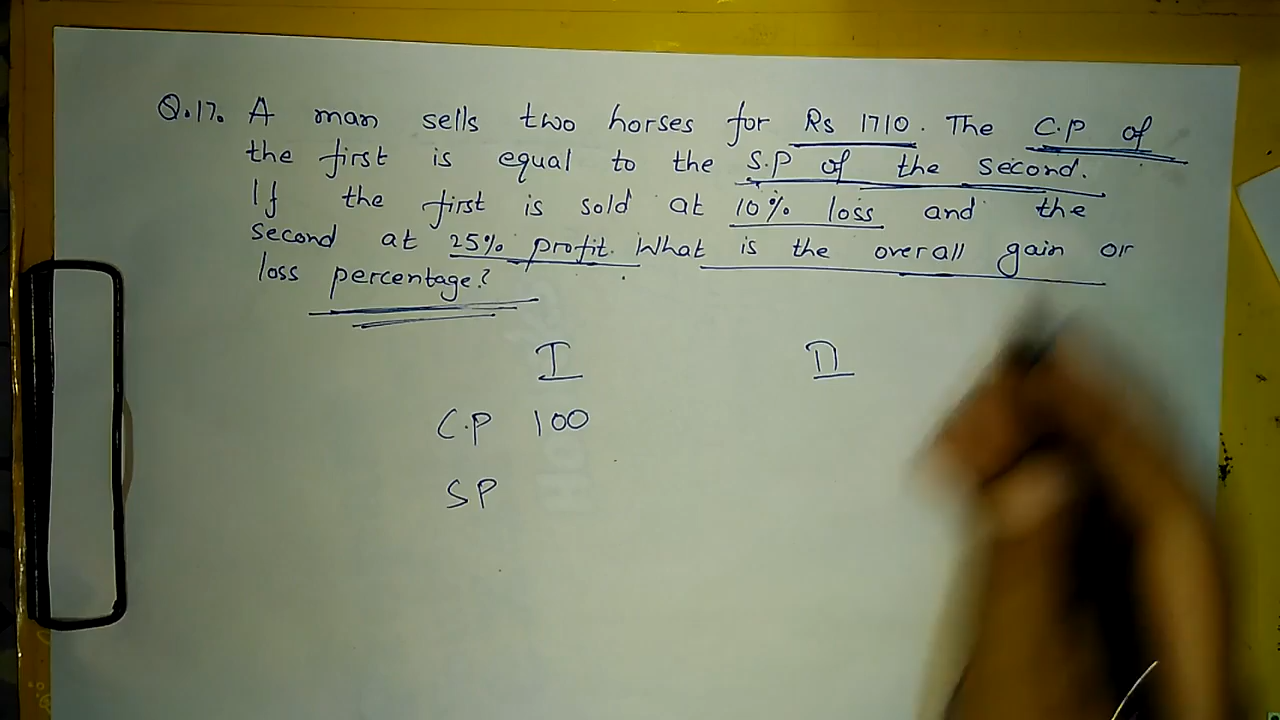 Q.17. A man sells two horses for Rs 1710. The C.P of
the first is equal to the S.P of the second.
If the first is sold at 10% loss and the
second at 25% profit. What is the overall gain or
loss percentage?
I II
C.P 100
SP